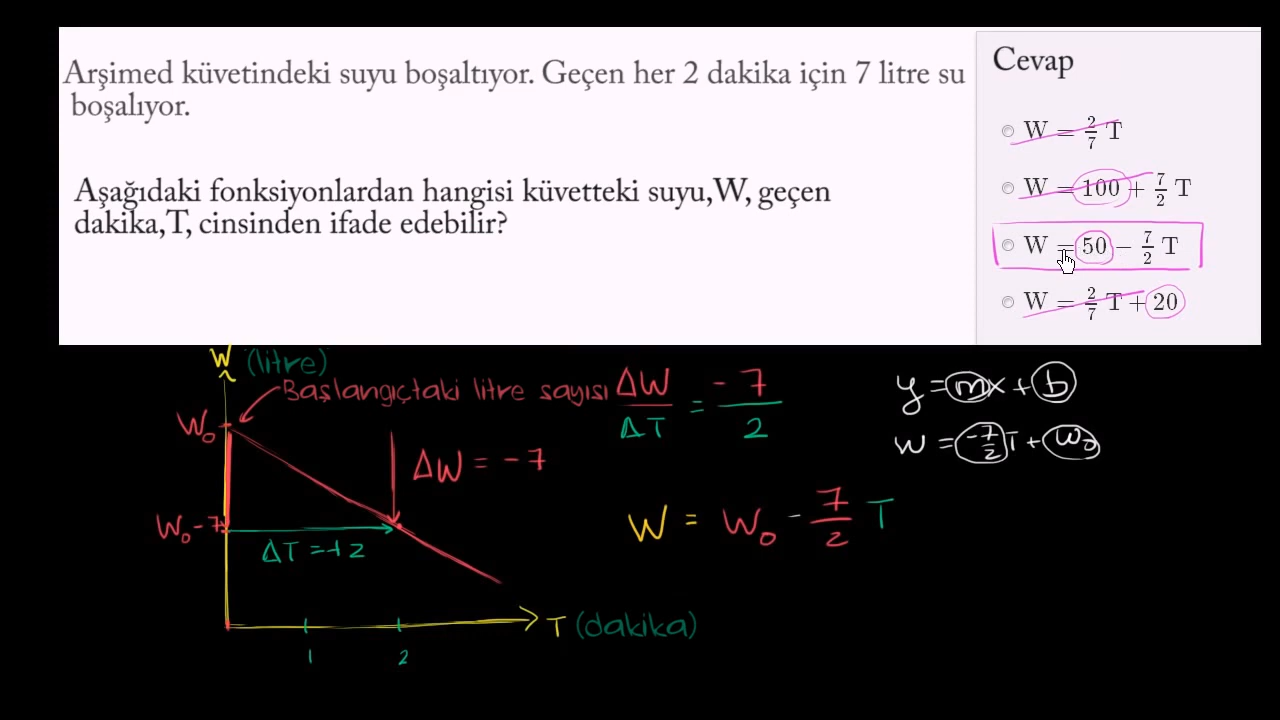 Arşimed küvetindeki suyu boşaltıyor. Geçen her 2 dakika için 7 litre su
boşalıyor.
Aşağıdaki fonksiyonlardan hangisi küvetteki suyu,W, geçen
dakika,T, cinsinden ifade edebilir?
Cevap
W = 2/7 T
W = 100 + 7/2 T
W = 50 − 7/2 T
W = 2/7 T + 20
W (litre)
Başlangıçtaki litre sayısı
W₀
W₀ - 7
ΔW = -7
ΔT = +2
T (dakika)
1 2
ΔW/ΔT = -7/2
W = W₀ - 7/2 T
y = mx + b
W = -7/2 T + W₀